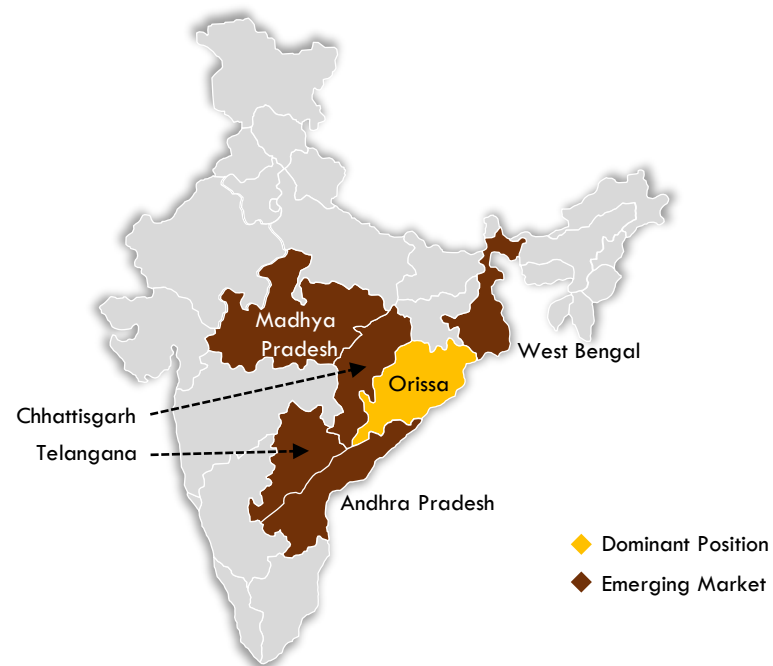 Madhya
Pradesh
West Bengal
Orissa
Chhattisgarh
Telangana
Andhra Pradesh
Dominant Position
Emerging Market